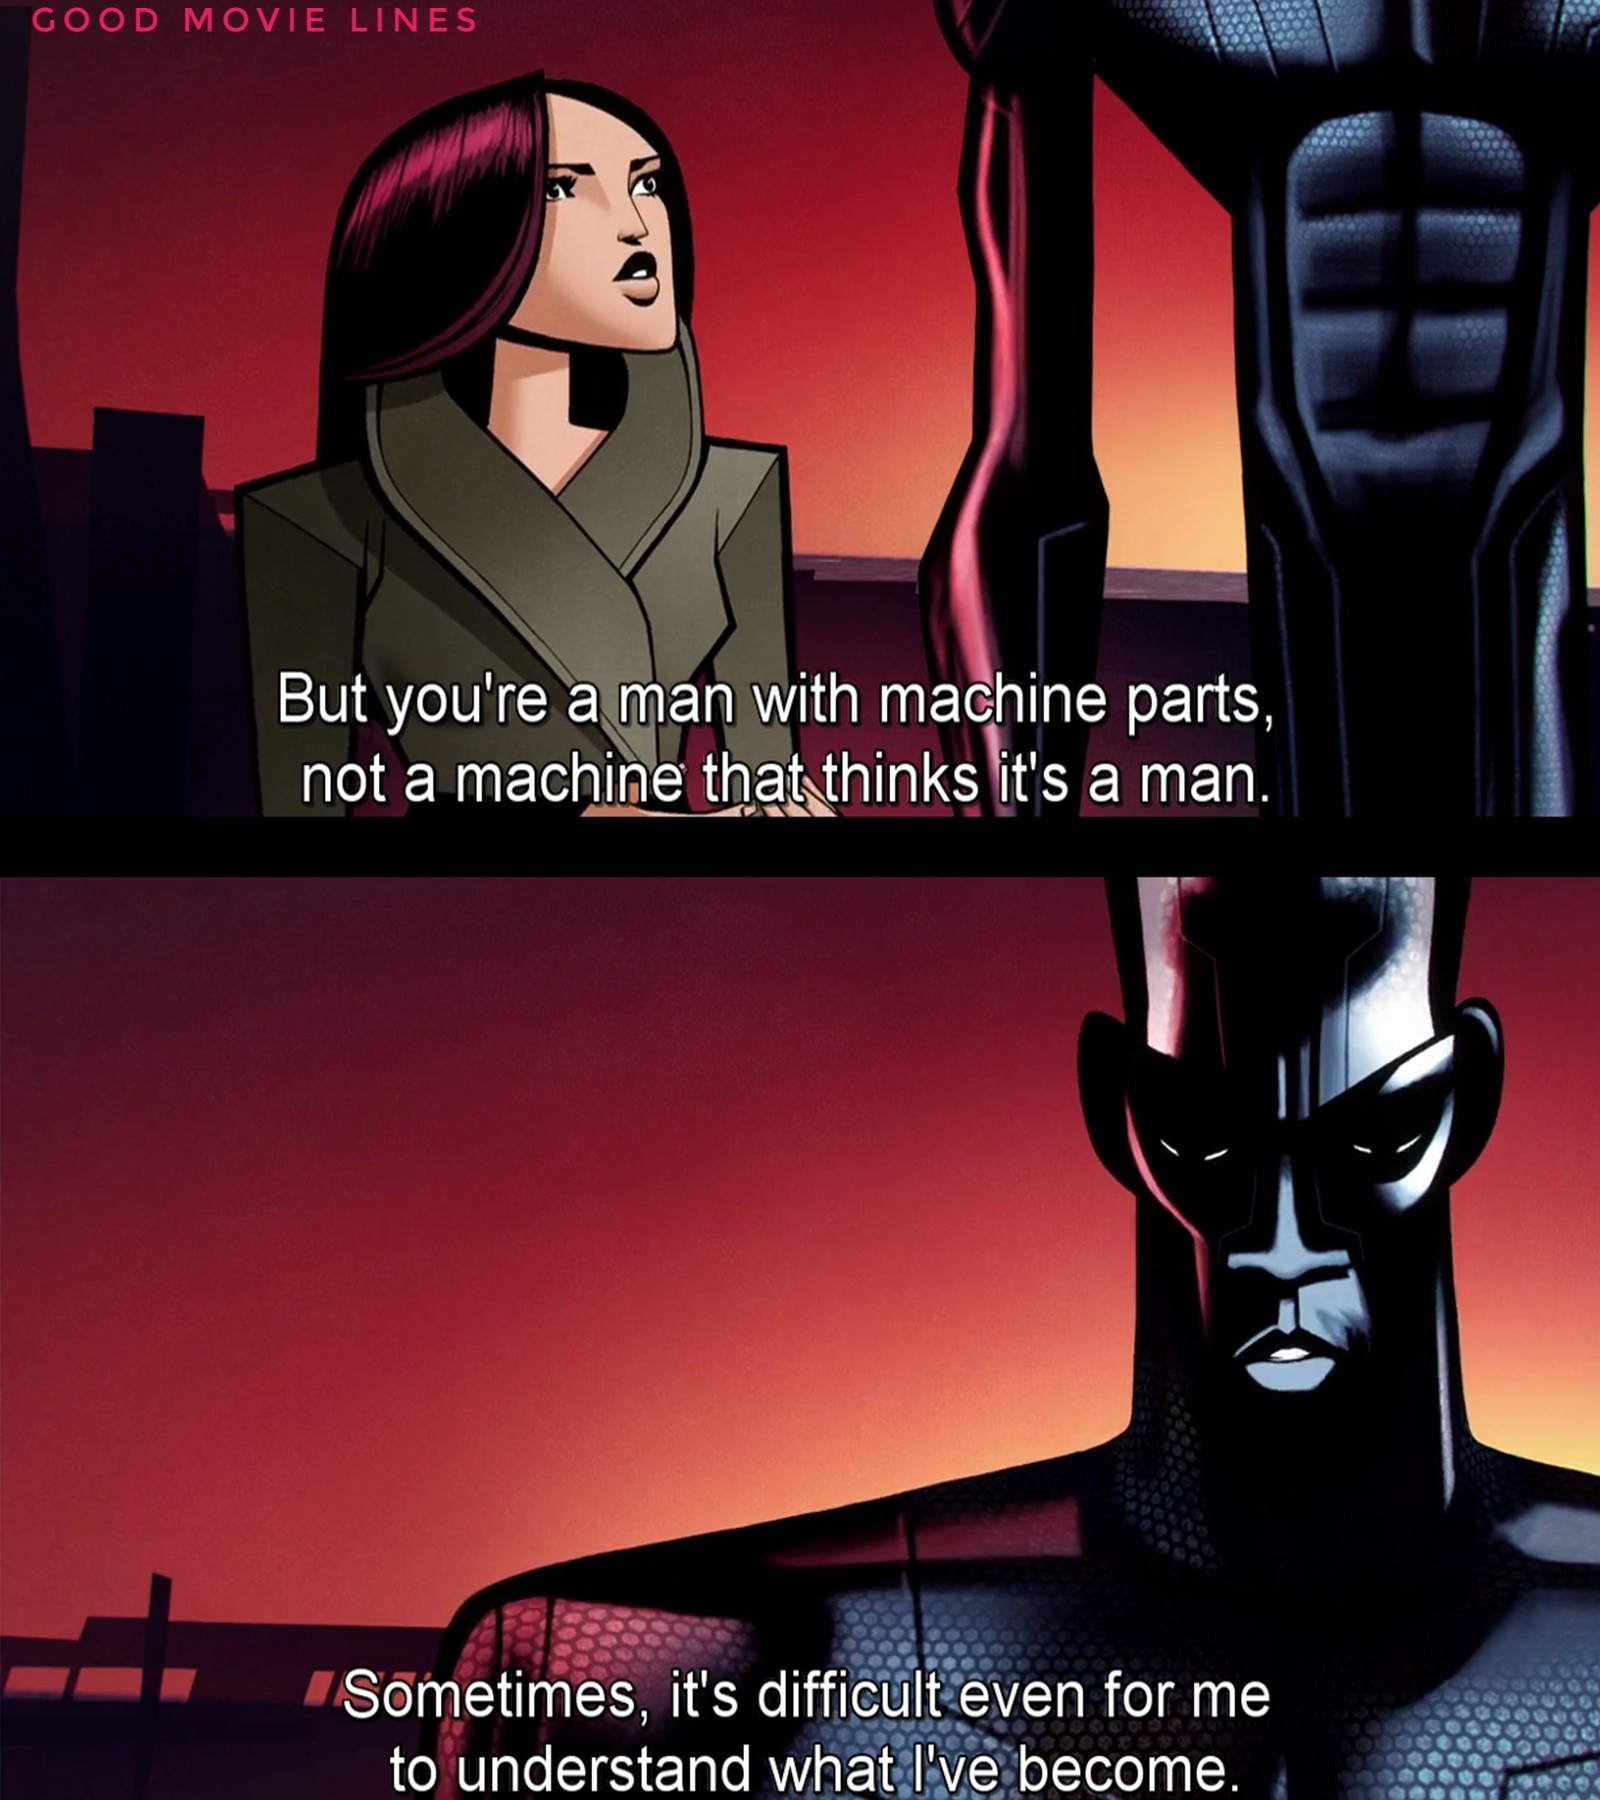 GOOD MOVIE LINES
But you're a man with machine parts,
not a machine that thinks it's a man.
Sometimes, it's difficult even for me
to understand what I've become.